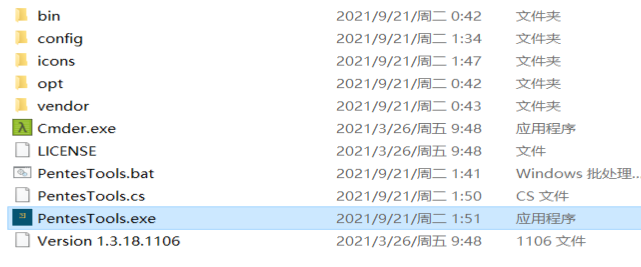 bin 2021/9/21/周二 0:42 文件夹
config 2021/9/21/周二 1:34 文件夹
icons 2021/9/21/周二 1:47 文件夹
opt 2021/9/21/周二 0:42 文件夹
vendor 2021/9/21/周二 0:43 文件夹
Cmder.exe 2021/3/26/周五 9:48 应用程序
LICENSE 2021/3/26/周五 9:48 文件
PentesTools.bat 2021/9/21/周二 1:41 Windows 批处理...
PentesTools.cs 2021/9/21/周二 1:50 CS 文件
PentesTools.exe 2021/9/21/周二 1:51 应用程序
Version 1.3.18.1106 2021/3/26/周五 9:48 1106 文件